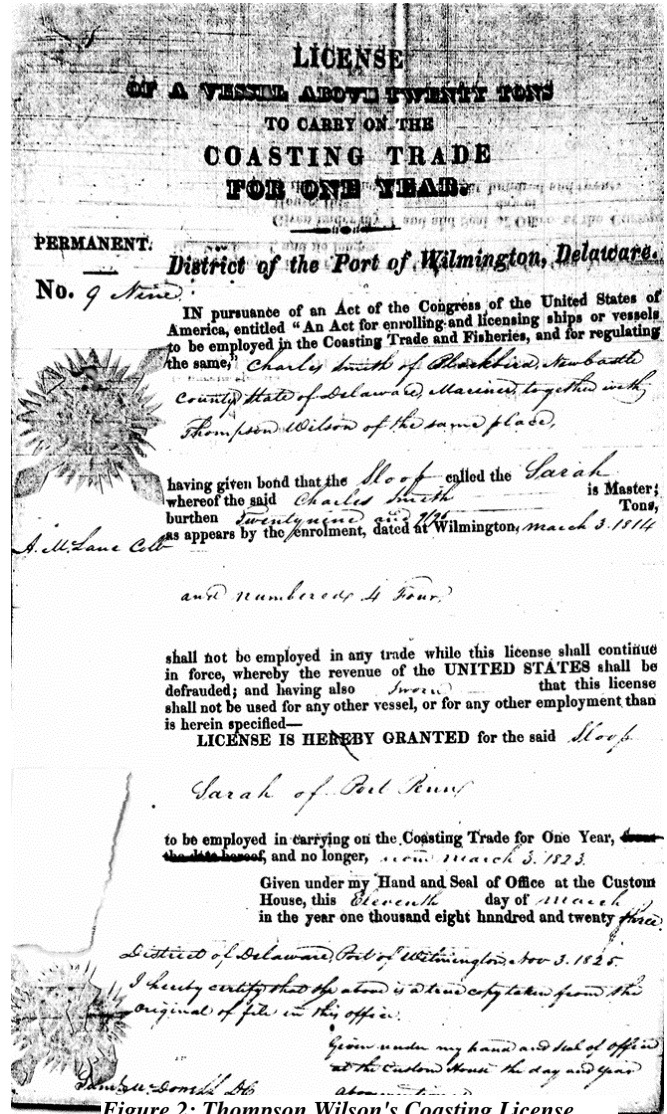 LICENSE
OF A VESSEL ABOVE TWENTY TONS
TO CARRY ON THE
COASTING TRADE
FOR ONE YEAR.
PERMANENT.
District of the Port of Wilmington, Delaware.
No. 9 Nine.
IN pursuance of an Act of the Congress of the United States of
America, entitled "An Act for enrolling and licensing ships or vessels
to be employed in the Coasting Trade and Fisheries, and for regulating
the same," Charles Smith of Blackbird, Newcastle
County State of Delaware, Mariner, together with
Thompson Wilson of the same place,
having given bond that the Sloop called the Sarah
whereof the said Charles Smith is Master;
burthen Twenty nine and Tons,
as appears by the enrolment, dated at Wilmington, march 3. 1814
A. McLane Colr
and numbered 4 Four,
shall not be employed in any trade while this license shall continue
in force, whereby the revenue of the UNITED STATES shall be
defrauded; and having also sworn that this license
shall not be used for any other vessel, or for any other employment than
is herein specified—
LICENSE IS HEREBY GRANTED for the said Sloop
Sarah of Port Penn
to be employed in carrying on the Coasting Trade for One Year, from
the date hereof, and no longer, from march 3. 1823.
Given under my Hand and Seal of Office at the Custom
House, this Eleventh day of march
in the year one thousand eight hnndred and twenty three.
District of Delaware, Port of Wilmington Nov 3. 1825.
I hereby certify that the above is a true copy taken from the
original of file in this office.
Given under my hand and seal of office
at the Custom House the day and year
above
Saml McDonall
Figure 2: Thompson Wilson's Coasting License